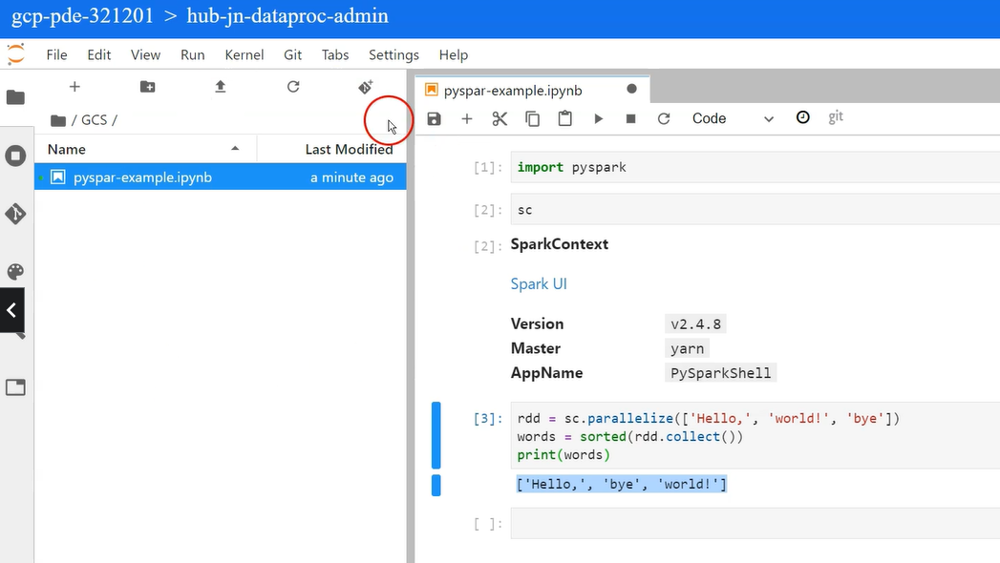 gcp-pde-321201 > hub-jn-dataproc-admin
File Edit View Run Kernel Git Tabs Settings Help
/ GCS /
Name Last Modified
pyspar-example.ipynb a minute ago
pyspar-example.ipynb
Code git
[1]: import pyspark
[2]: sc
[2]: SparkContext
Spark UI
Version v2.4.8
Master yarn
AppName PySparkShell
[3]: rdd = sc.parallelize(['Hello,', 'world!', 'bye'])
words = sorted(rdd.collect())
print(words)
['Hello,', 'bye', 'world!']
[ ]: